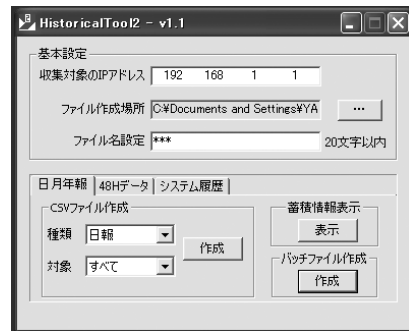 HistoricalTool2 - v1.1
基本設定
収集対象のIPアドレス 192 168 1 1
ファイル作成場所 C:¥Documents and Settings¥YA ...
ファイル名設定 *** 20文字以内
日月年報 48Hデータ システム履歴
CSVファイル作成 蓄積情報表示
種類 日報 作成 表示
対象 すべて バッチファイル作成
作成